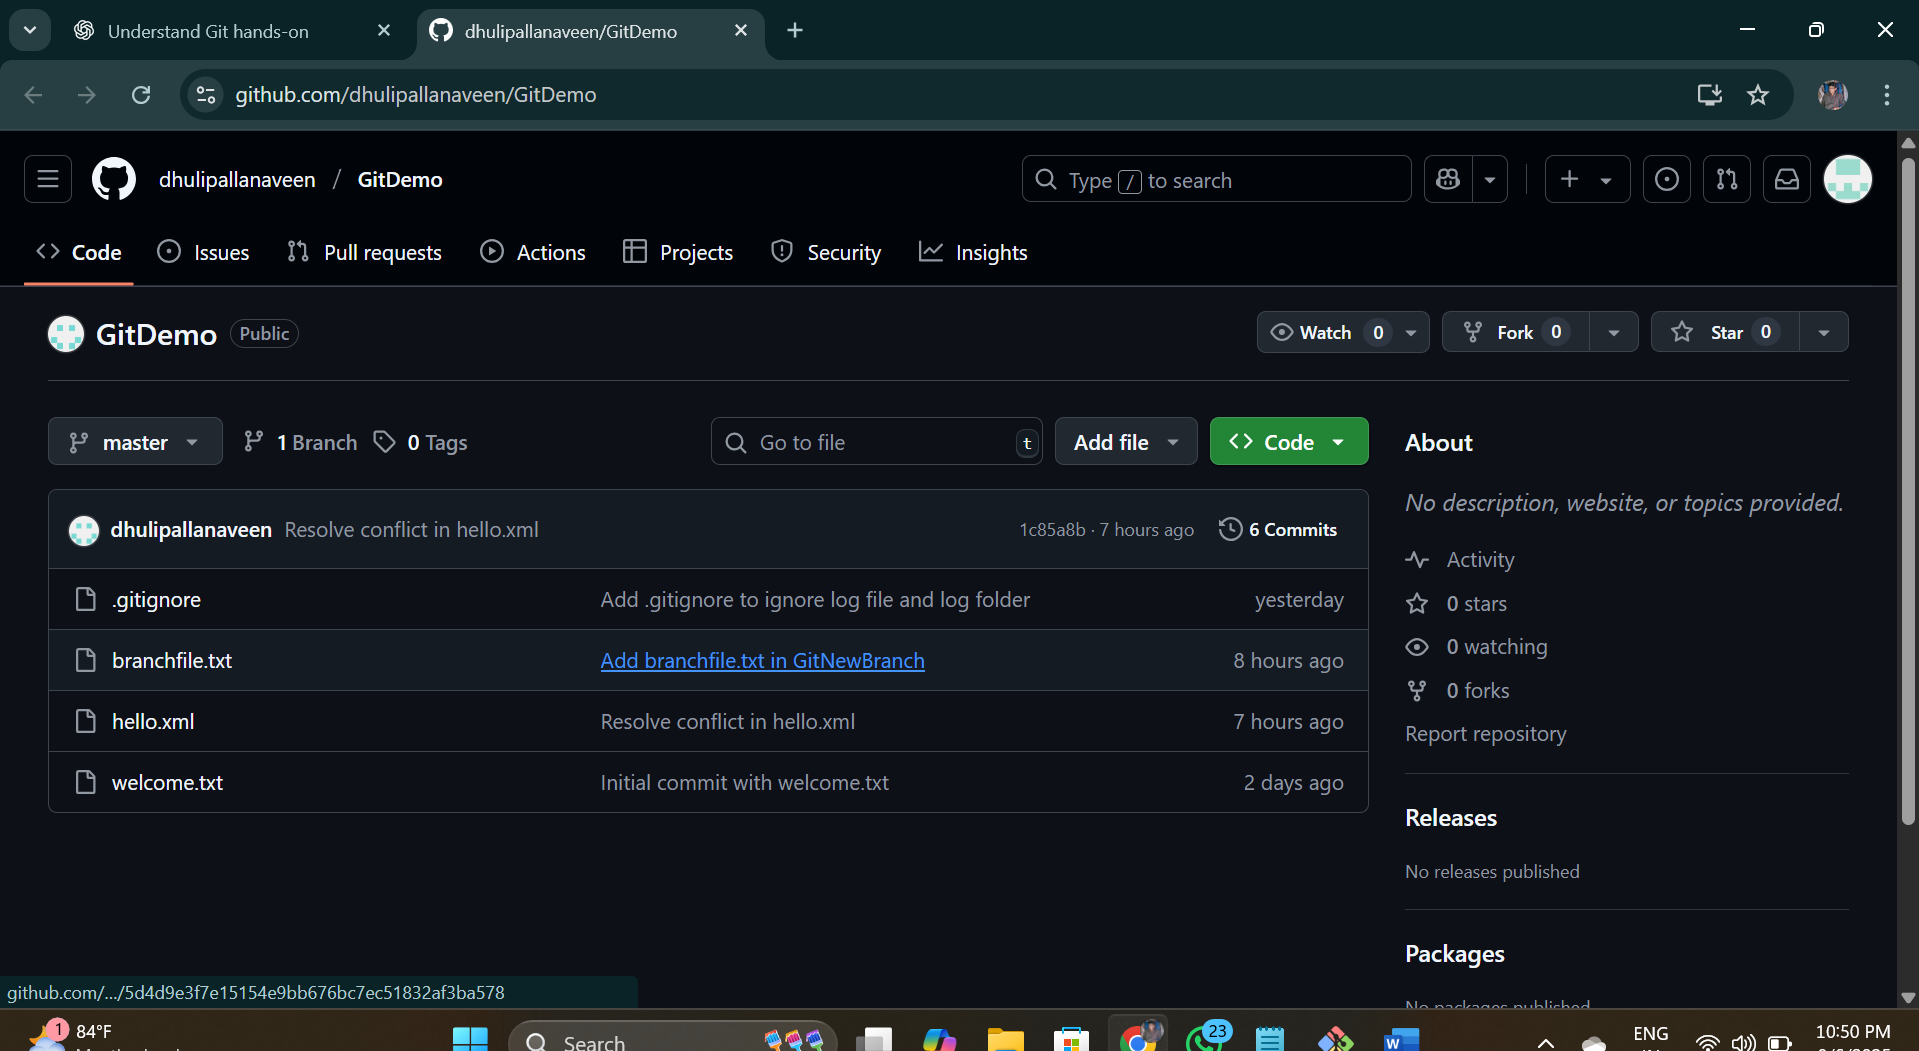 Understand Git hands-on
dhulipallanaveen/GitDemo
github.com/dhulipallanaveen/GitDemo
dhulipallanaveen / GitDemo
Type / to search
Code
Issues
Pull requests
Actions
Projects
Security
Insights
GitDemo
Public
Watch 0
Fork 0
Star 0
master
1 Branch
0 Tags
Go to file
t
Add file
Code
dhulipallanaveen Resolve conflict in hello.xml 1c85a8b · 7 hours ago 6 Commits
.gitignore Add .gitignore to ignore log file and log folder yesterday
branchfile.txt Add branchfile.txt in GitNewBranch 8 hours ago
hello.xml Resolve conflict in hello.xml 7 hours ago
welcome.txt Initial commit with welcome.txt 2 days ago
About
No description, website, or topics provided.
Activity
0 stars
0 watching
0 forks
Report repository
Releases
No releases published
Packages
No packages published
github.com/.../5d4d9e3f7e15154e9bb676bc7ec51832af3ba578
1
84°F
Search
23
W
ENG
10:50 PM